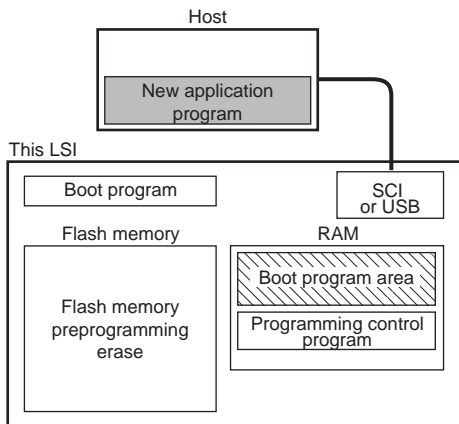 Host
New application
program
This LSI
Boot program
SCI
or USB
Flash memory
RAM
Boot program area
Flash memory
preprogramming
erase
Programming control
program